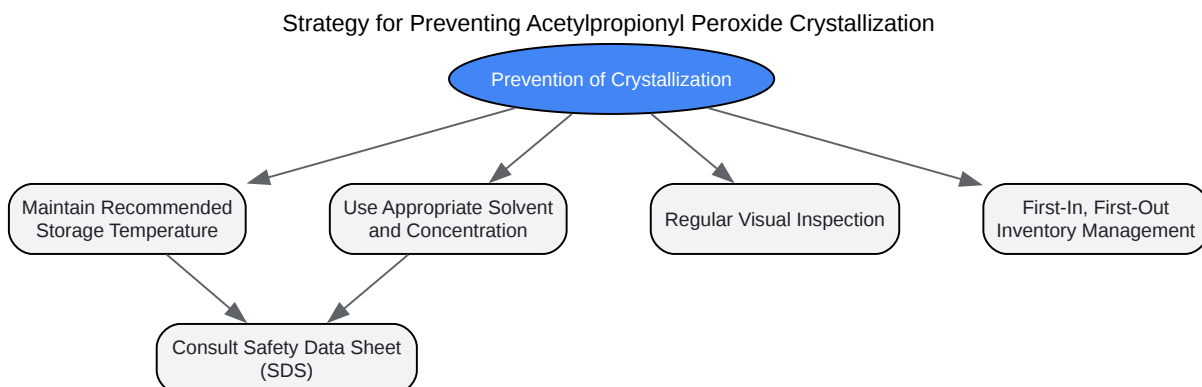 Strategy for Preventing Acetylpropionyl Peroxide Crystallization
Prevention of Crystallization
Maintain Recommended
Storage Temperature
Use Appropriate Solvent
and Concentration
Regular Visual Inspection
First-In, First-Out
Inventory Management
Consult Safety Data Sheet
(SDS)